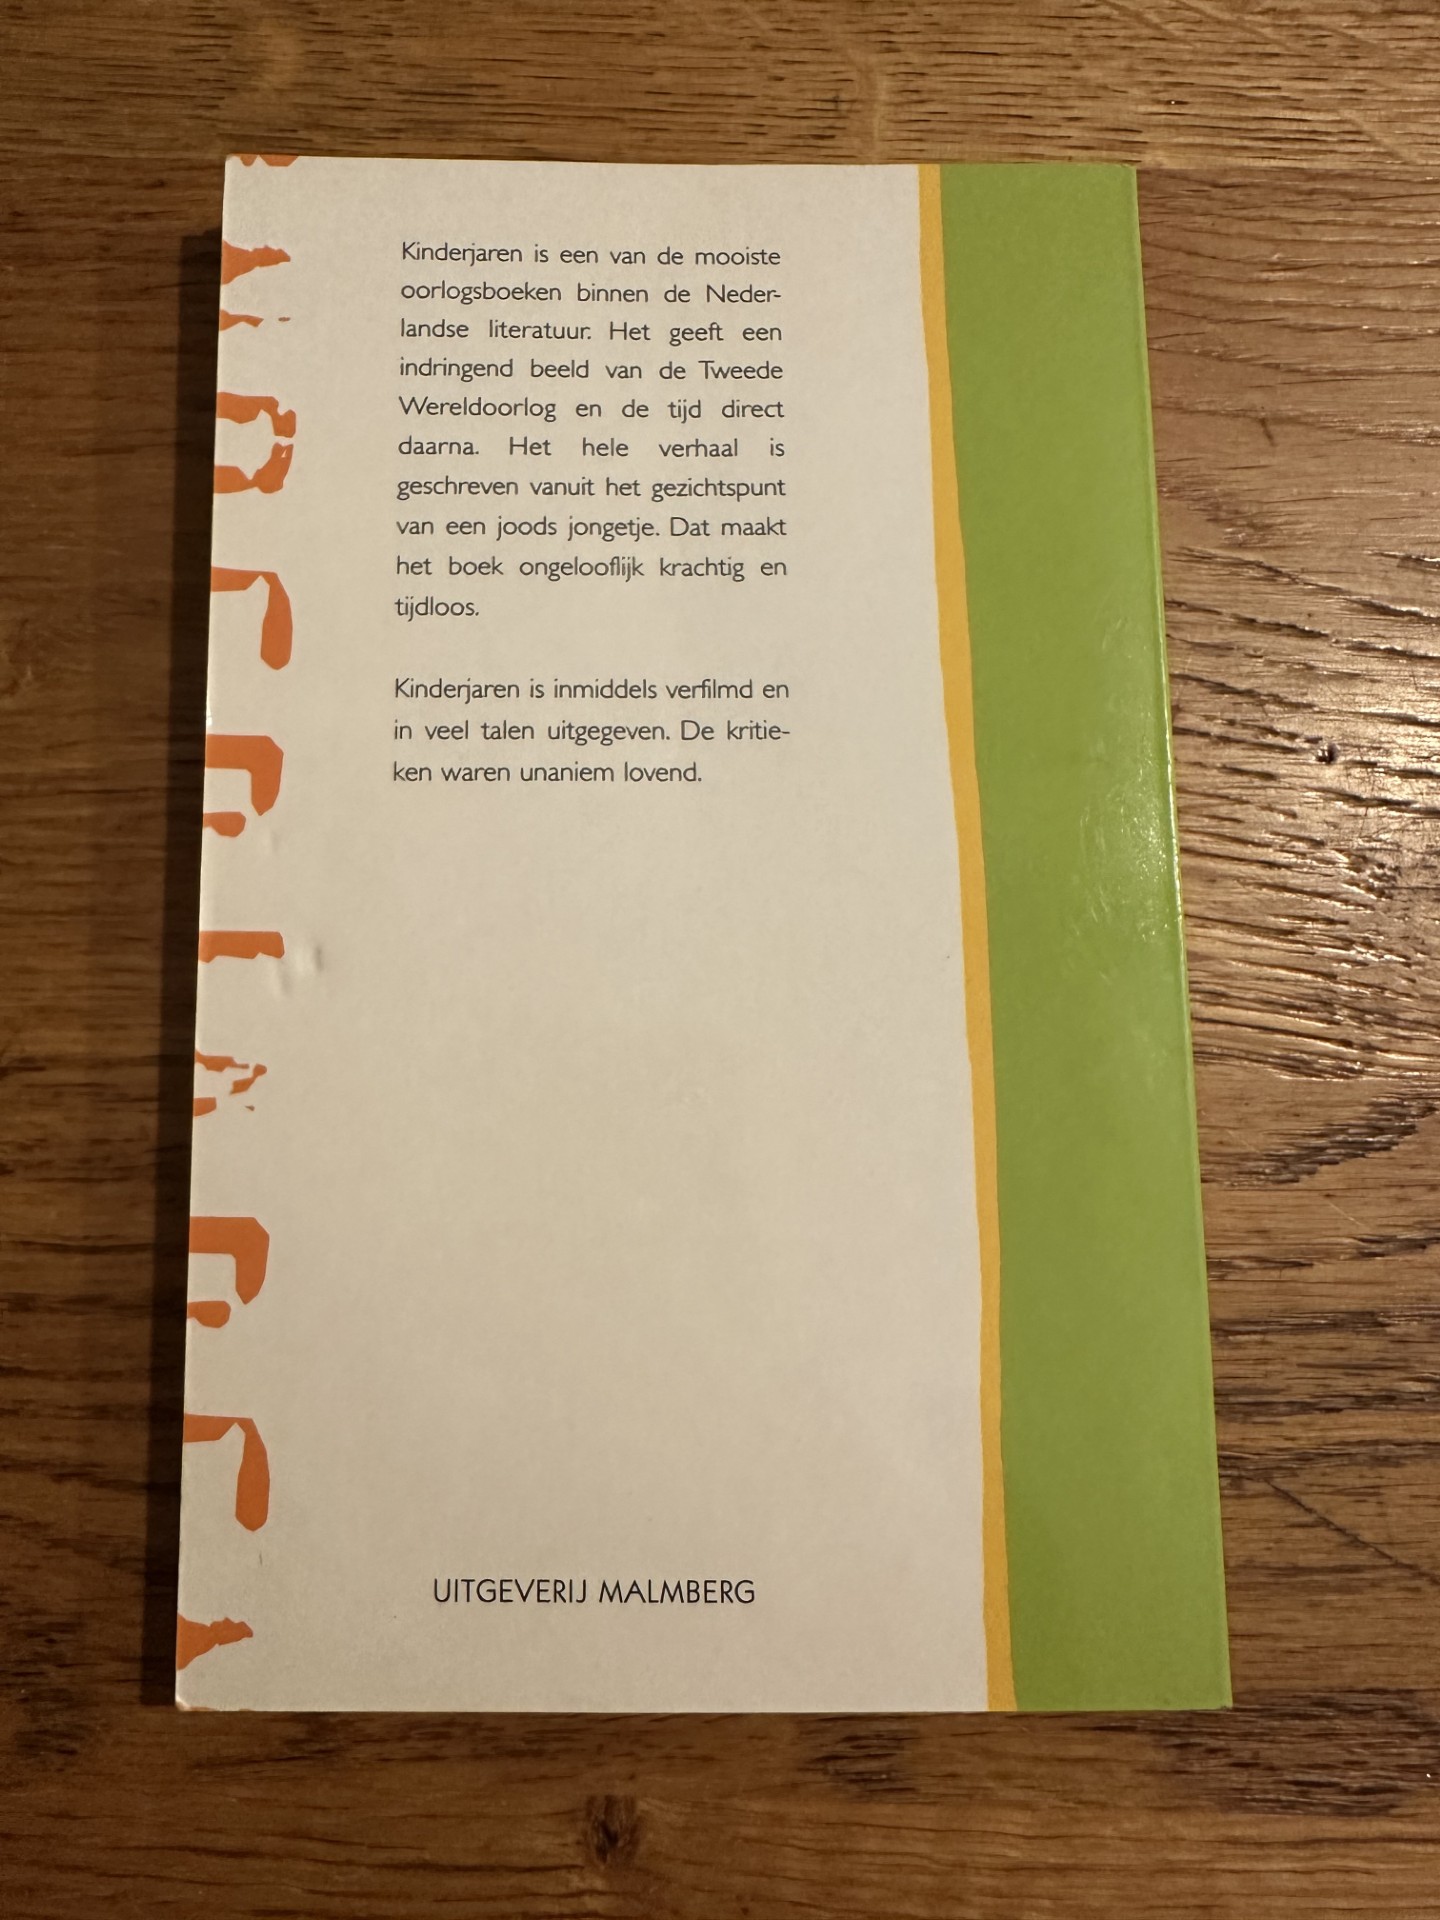 Kinderjaren is een van de mooiste
oorlogsboeken binnen de Neder-
landse literatuur. Het geeft een
indringend beeld van de Tweede
Wereldoorlog en de tijd direct
daarna. Het hele verhaal is
geschreven vanuit het gezichtspunt
van een joods jongetje. Dat maakt
het boek ongelooflijk krachtig en
tijdloos.
Kinderjaren is inmiddels verfilmd en
in veel talen uitgegeven. De kritie-
ken waren unaniem lovend.
UITGEVERIJ MALMBERG